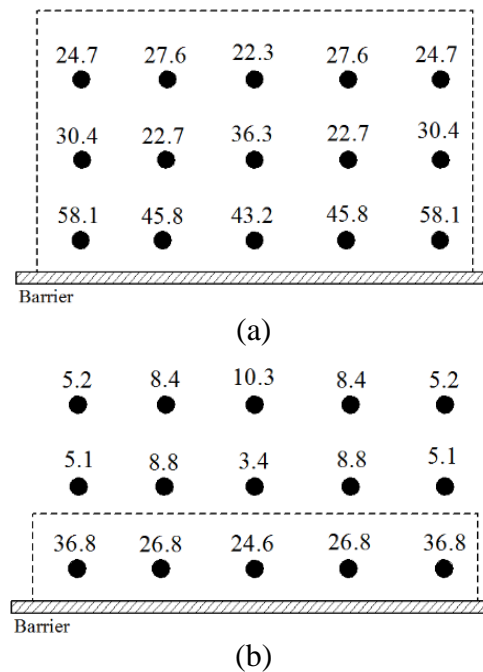 24.7 27.6 22.3 27.6 24.7
30.4 22.7 36.3 22.7 30.4
58.1 45.8 43.2 45.8 58.1
Barrier
(a)
5.2 8.4 10.3 8.4 5.2
5.1 8.8 3.4 8.8 5.1
36.8 26.8 24.6 26.8 36.8
Barrier
(b)